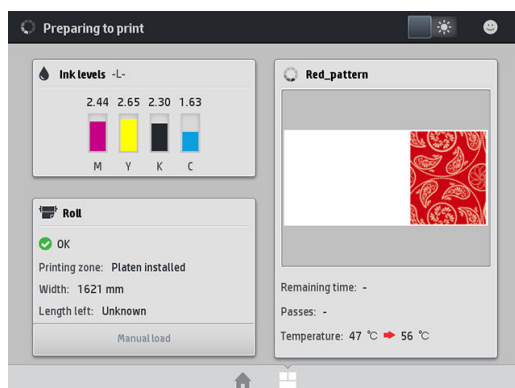 Preparing to print
Ink levels -L-
2.44 2.65 2.30 1.63
M Y K C
Roll
OK
Printing zone: Platen installed
Width: 1621 mm
Length left: Unknown
Manual load
Red_pattern
Remaining time: -
Passes: -
Temperature: 47 °C ➡ 56 °C